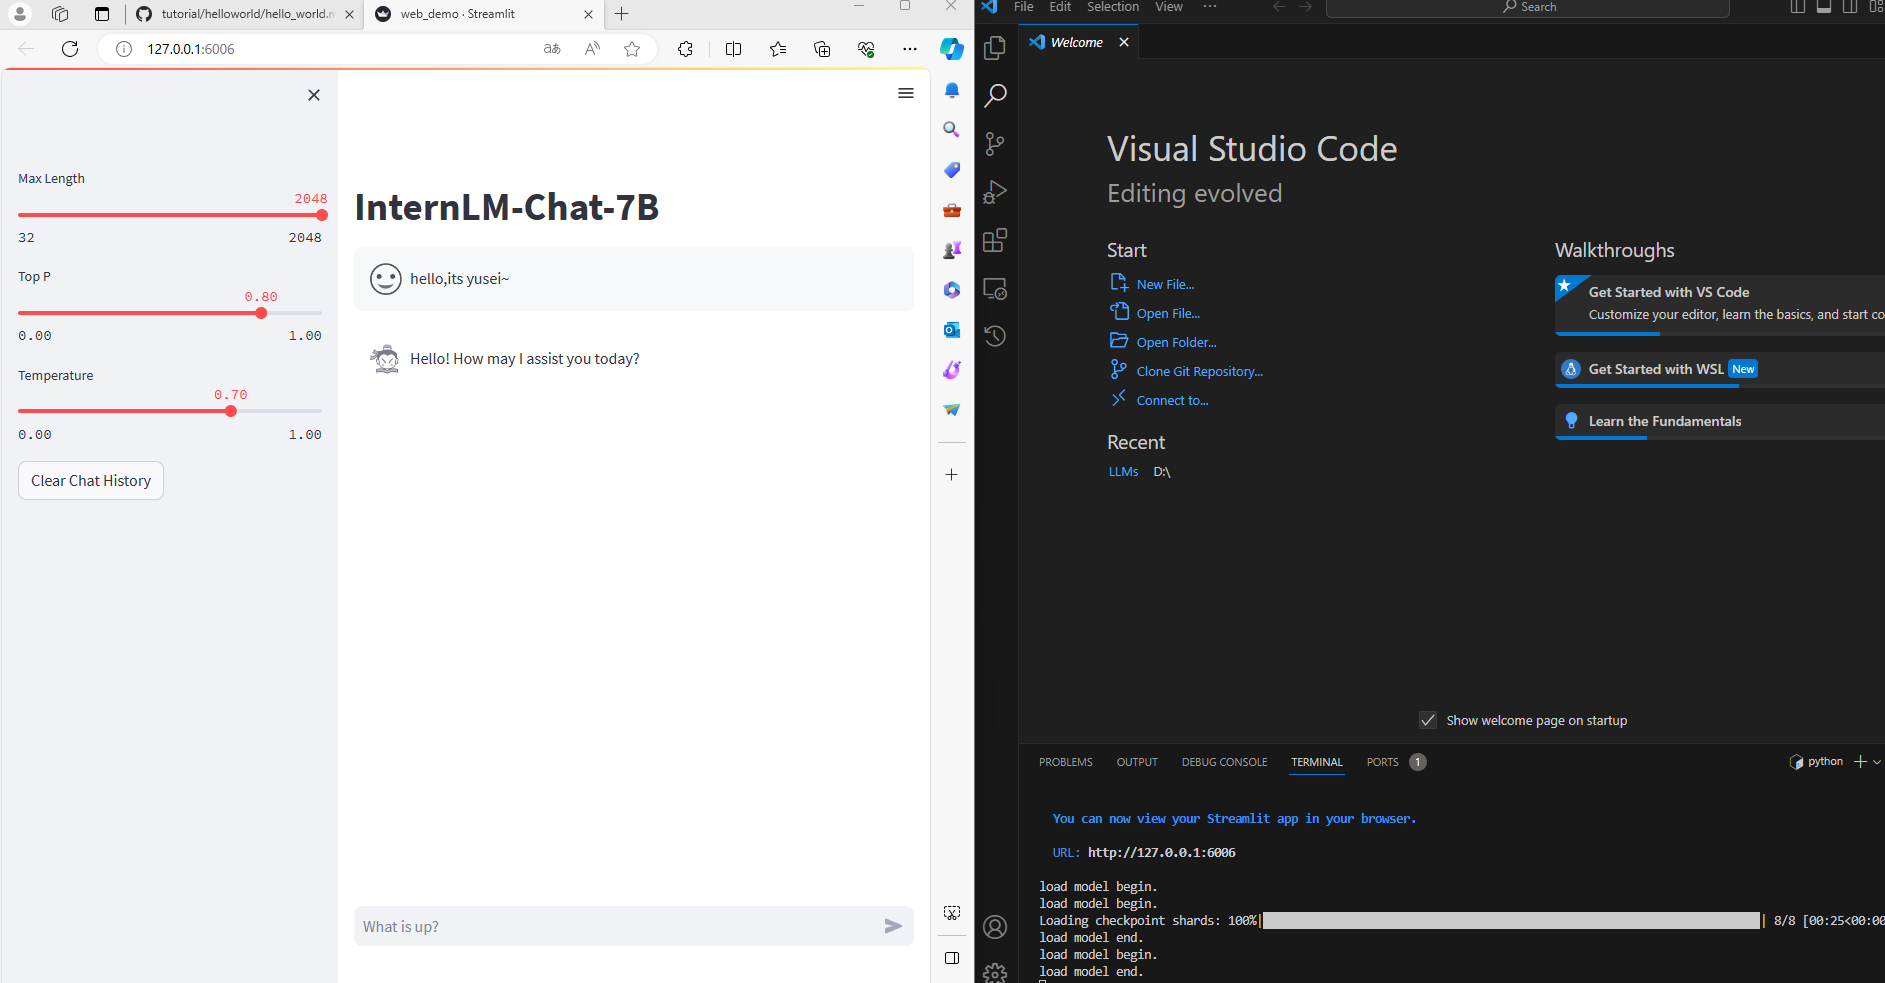 tutorial/helloworld/hello_world.m
web_demo · Streamlit
127.0.0.1:6006
Max Length
2048
32
2048
Top P
0.80
0.00
1.00
Temperature
0.70
0.00
1.00
Clear Chat History
InternLM-Chat-7B
hello,its yusei~
Hello! How may I assist you today?
What is up?
File Edit Selection View ···
Search
Welcome
Visual Studio Code
Editing evolved
Start
New File...
Open File...
Open Folder...
Clone Git Repository...
Connect to...
Recent
LLMs D:\
Walkthroughs
Get Started with VS Code
Customize your editor, learn the basics, and start co
Get Started with WSL New
Learn the Fundamentals
Show welcome page on startup
PROBLEMS OUTPUT DEBUG CONSOLE TERMINAL PORTS 1
python
You can now view your Streamlit app in your browser.
URL: http://127.0.0.1:6006
load model begin.
load model begin.
Loading checkpoint shards: 100%| | 8/8 [00:25<00:00
load model end.
load model begin.
load model end.